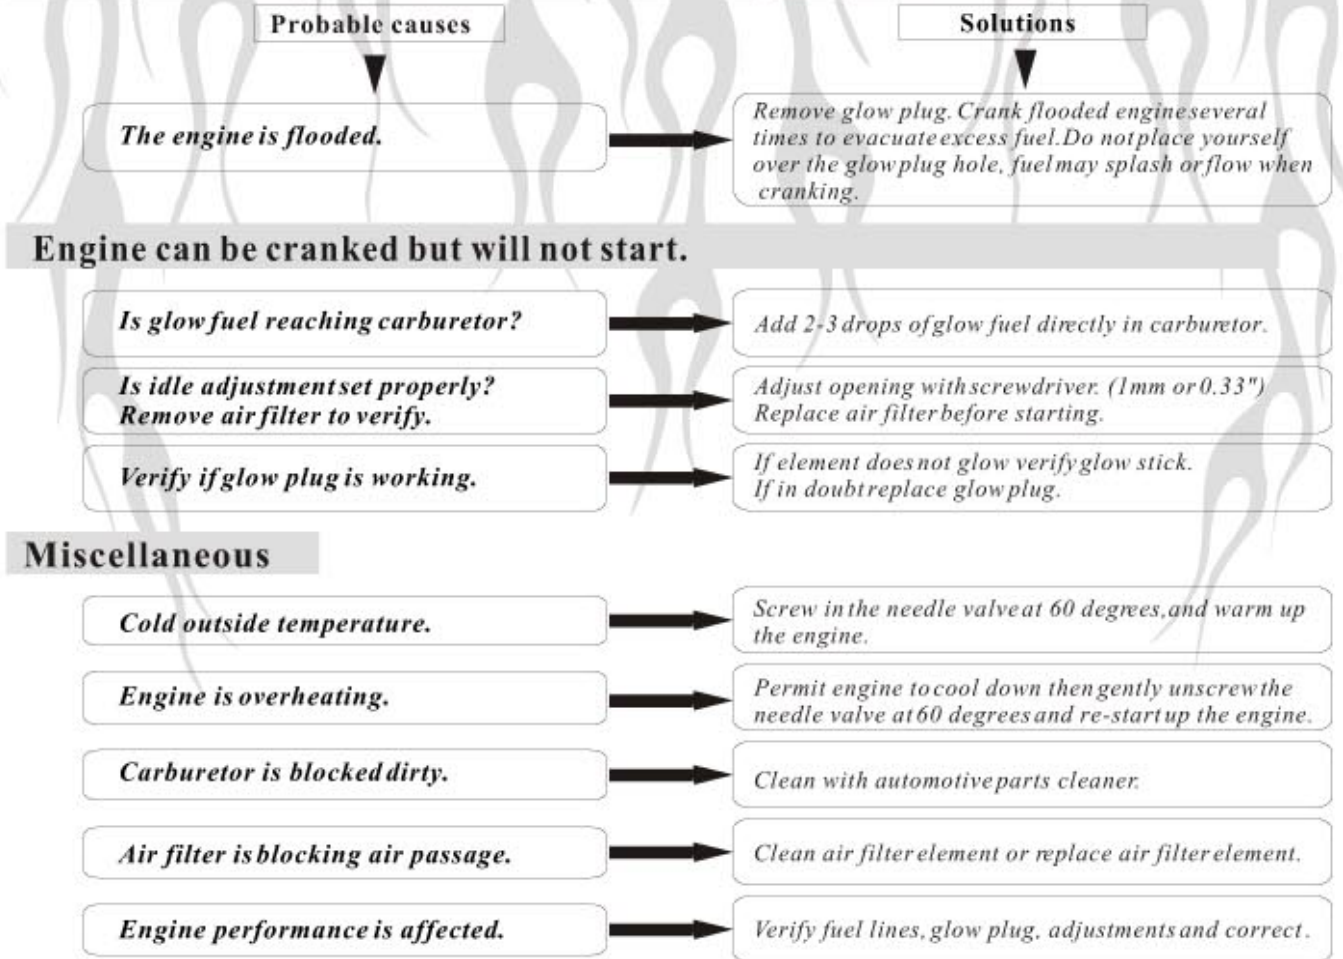 Probable causes
Solutions
The engine is flooded.
Remove glow plug. Crank flooded engine several
times to evacuate excess fuel. Do not place yourself
over the glow plug hole, fuel may splash or flow when
cranking.
Engine can be cranked but will not start.
Is glow fuel reaching carburetor?
Add 2-3 drops of glow fuel directly in carburetor.
Is idle adjustment set properly?
Remove air filter to verify.
Adjust opening with screwdriver. (1mm or 0.33")
Replace air filter before starting.
Verify if glow plug is working.
If element does not glow verify glow stick.
If in doubt replace glow plug.
Miscellaneous
Cold outside temperature.
Screw in the needle valve at 60 degrees, and warm up
the engine.
Engine is overheating.
Permit engine to cool down then gently unscrew the
needle valve at 60 degrees and re-start up the engine.
Carburetor is blocked dirty.
Clean with automotive parts cleaner.
Air filter is blocking air passage.
Clean air filter element or replace air filter element.
Engine performance is affected.
Verify fuel lines, glow plug, adjustments and correct.